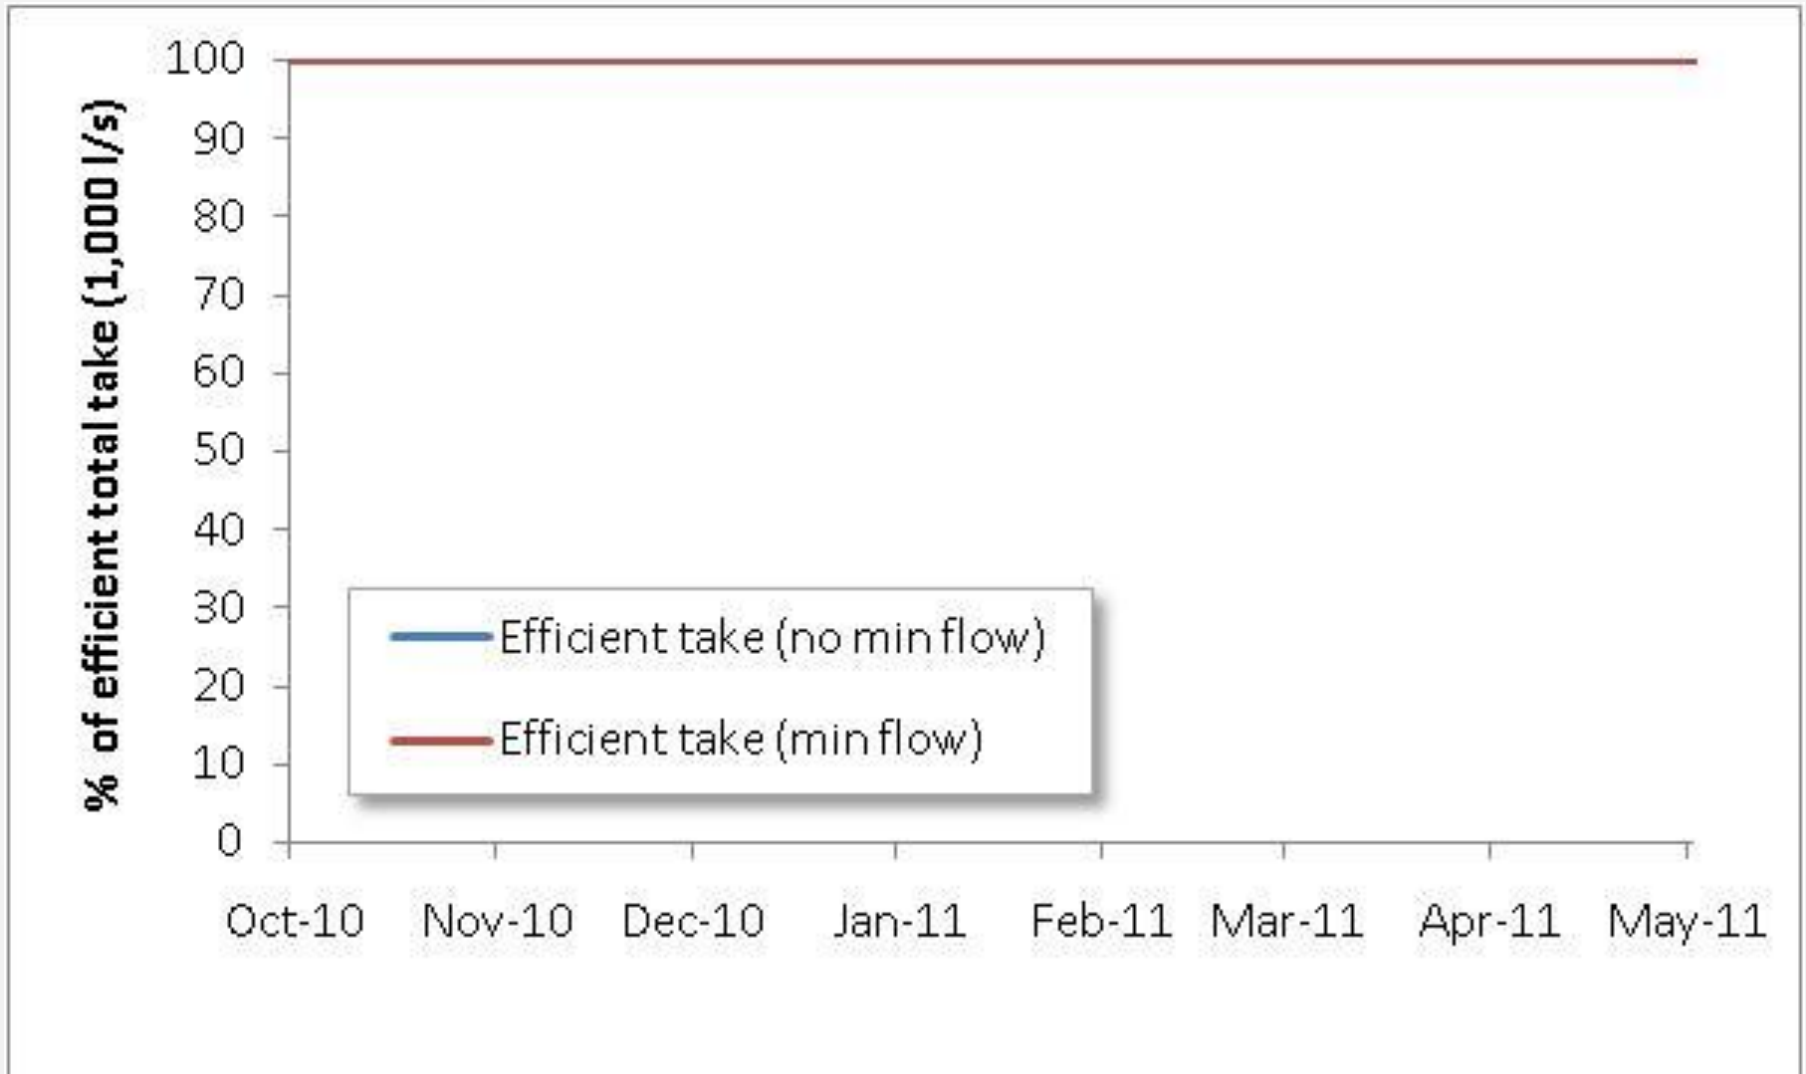 % of efficient total take (1,000 l/s)
100
90
80
70
60
50
40
30
20
10
0
Efficient take (no min flow)
Efficient take (min flow)
Oct-10 Nov-10 Dec-10 Jan-11 Feb-11 Mar-11 Apr-11 May-11